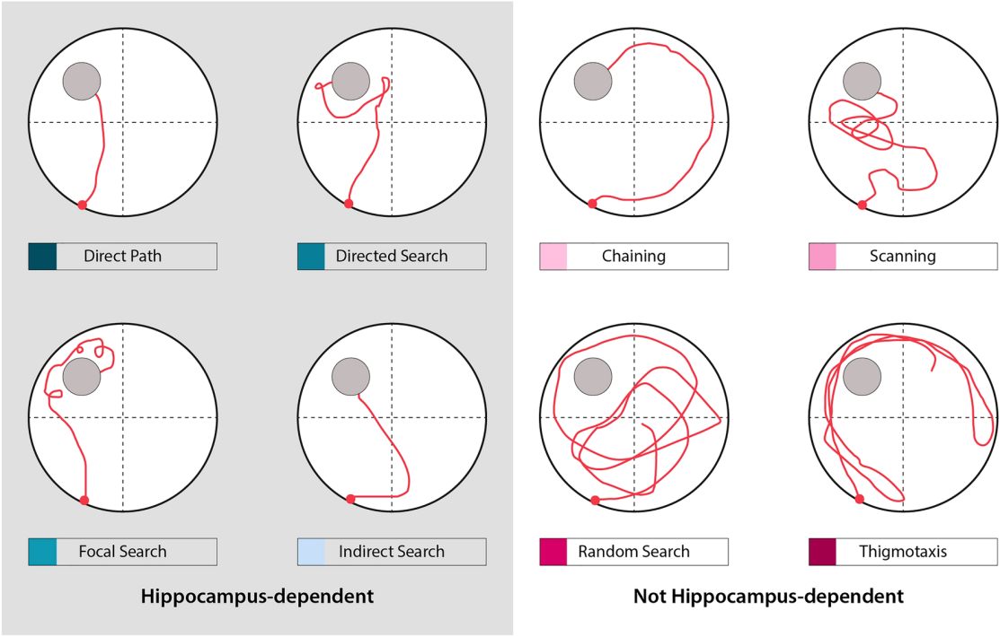 Direct Path
Directed Search
Chaining
Scanning
Focal Search
Indirect Search
Random Search
Thigmotaxis
Hippocampus-dependent
Not Hippocampus-dependent